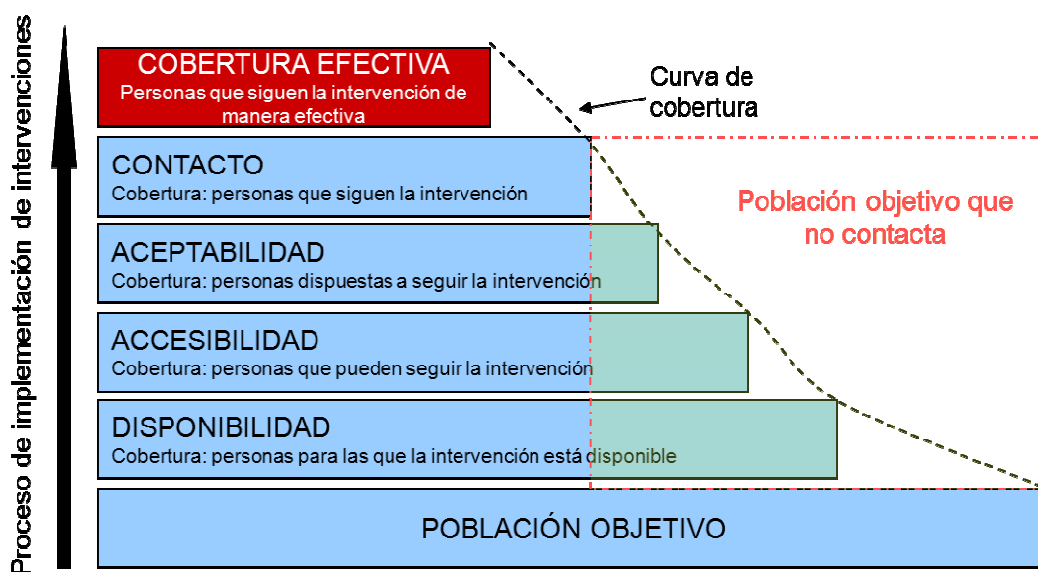 Proceso de implementación de intervenciones
COBERTURA EFECTIVA
Personas que siguen la intervención de
manera efectiva
Curva de
cobertura
CONTACTO
Cobertura: personas que siguen la intervención
Población objetivo que
no contacta
ACEPTABILIDAD
Cobertura: personas dispuestas a seguir la intervención
ACCESIBILIDAD
Cobertura: personas que pueden seguir la intervención
DISPONIBILIDAD
Cobertura: personas para las que la intervención está disponible
POBLACIÓN OBJETIVO